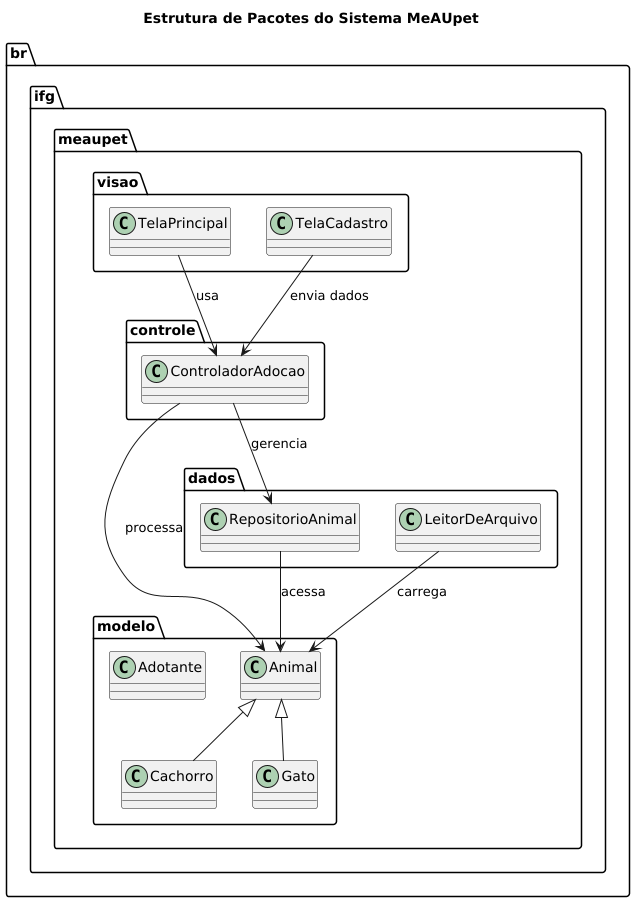 Estrutura de Pacotes do Sistema MeAUpet
br
ifg
meaupet
visao
C TelaPrincipal
C TelaCadastro
usa
envia dados
controle
C ControladorAdocao
gerencia
dados
C RepositorioAnimal
C LeitorDeArquivo
processa
acessa
carrega
modelo
C Adotante
C Animal
C Cachorro
C Gato